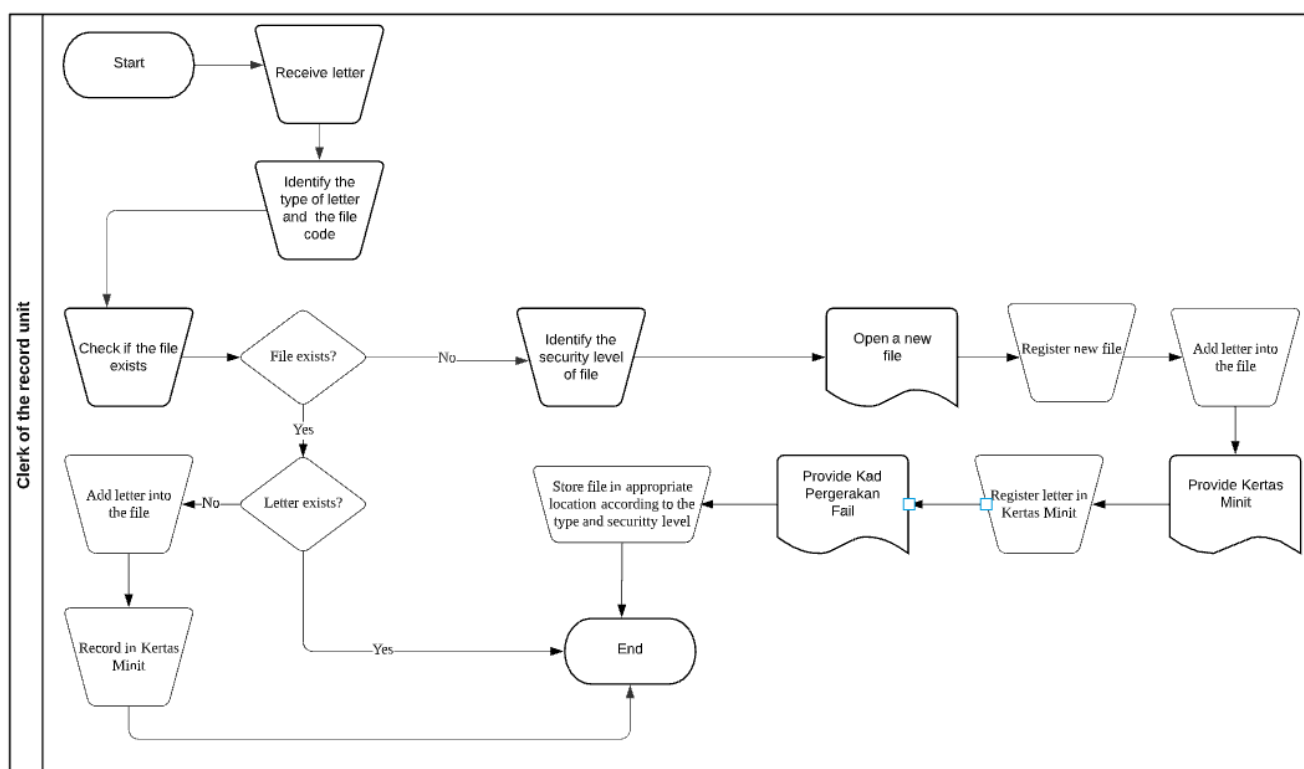 Clerk of the record unit
Start
Receive letter
Identify the
type of letter
and the file
code
Check if the file
exists
File exists?
No
Identify the
security level
of file
Open a new
file
Register new file
Add letter into
the file
Yes
Add letter into
the file
No
Letter exists?
Store file in appropriate
location according to the
type and securitty level
Provide Kad
Pergerakan
Fail
Register letter in
Kertas Minit
Provide Kertas
Minit
Record in Kertas
Minit
Yes
End